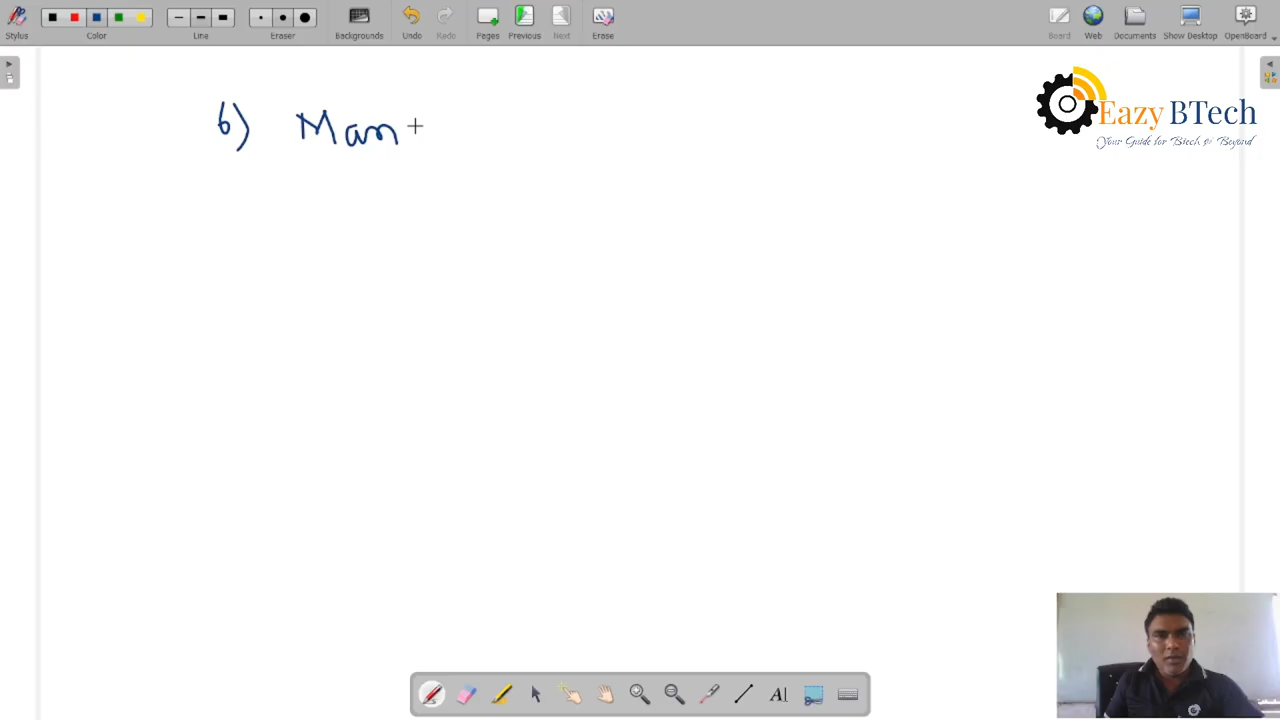 Stylus Color Line Eraser Backgrounds Undo Redo Pages Previous Next Erase Board Web Documents Show Desktop OpenBoard
6) Man
Eazy BTech
Your Guide for Btech & Beyond
AI